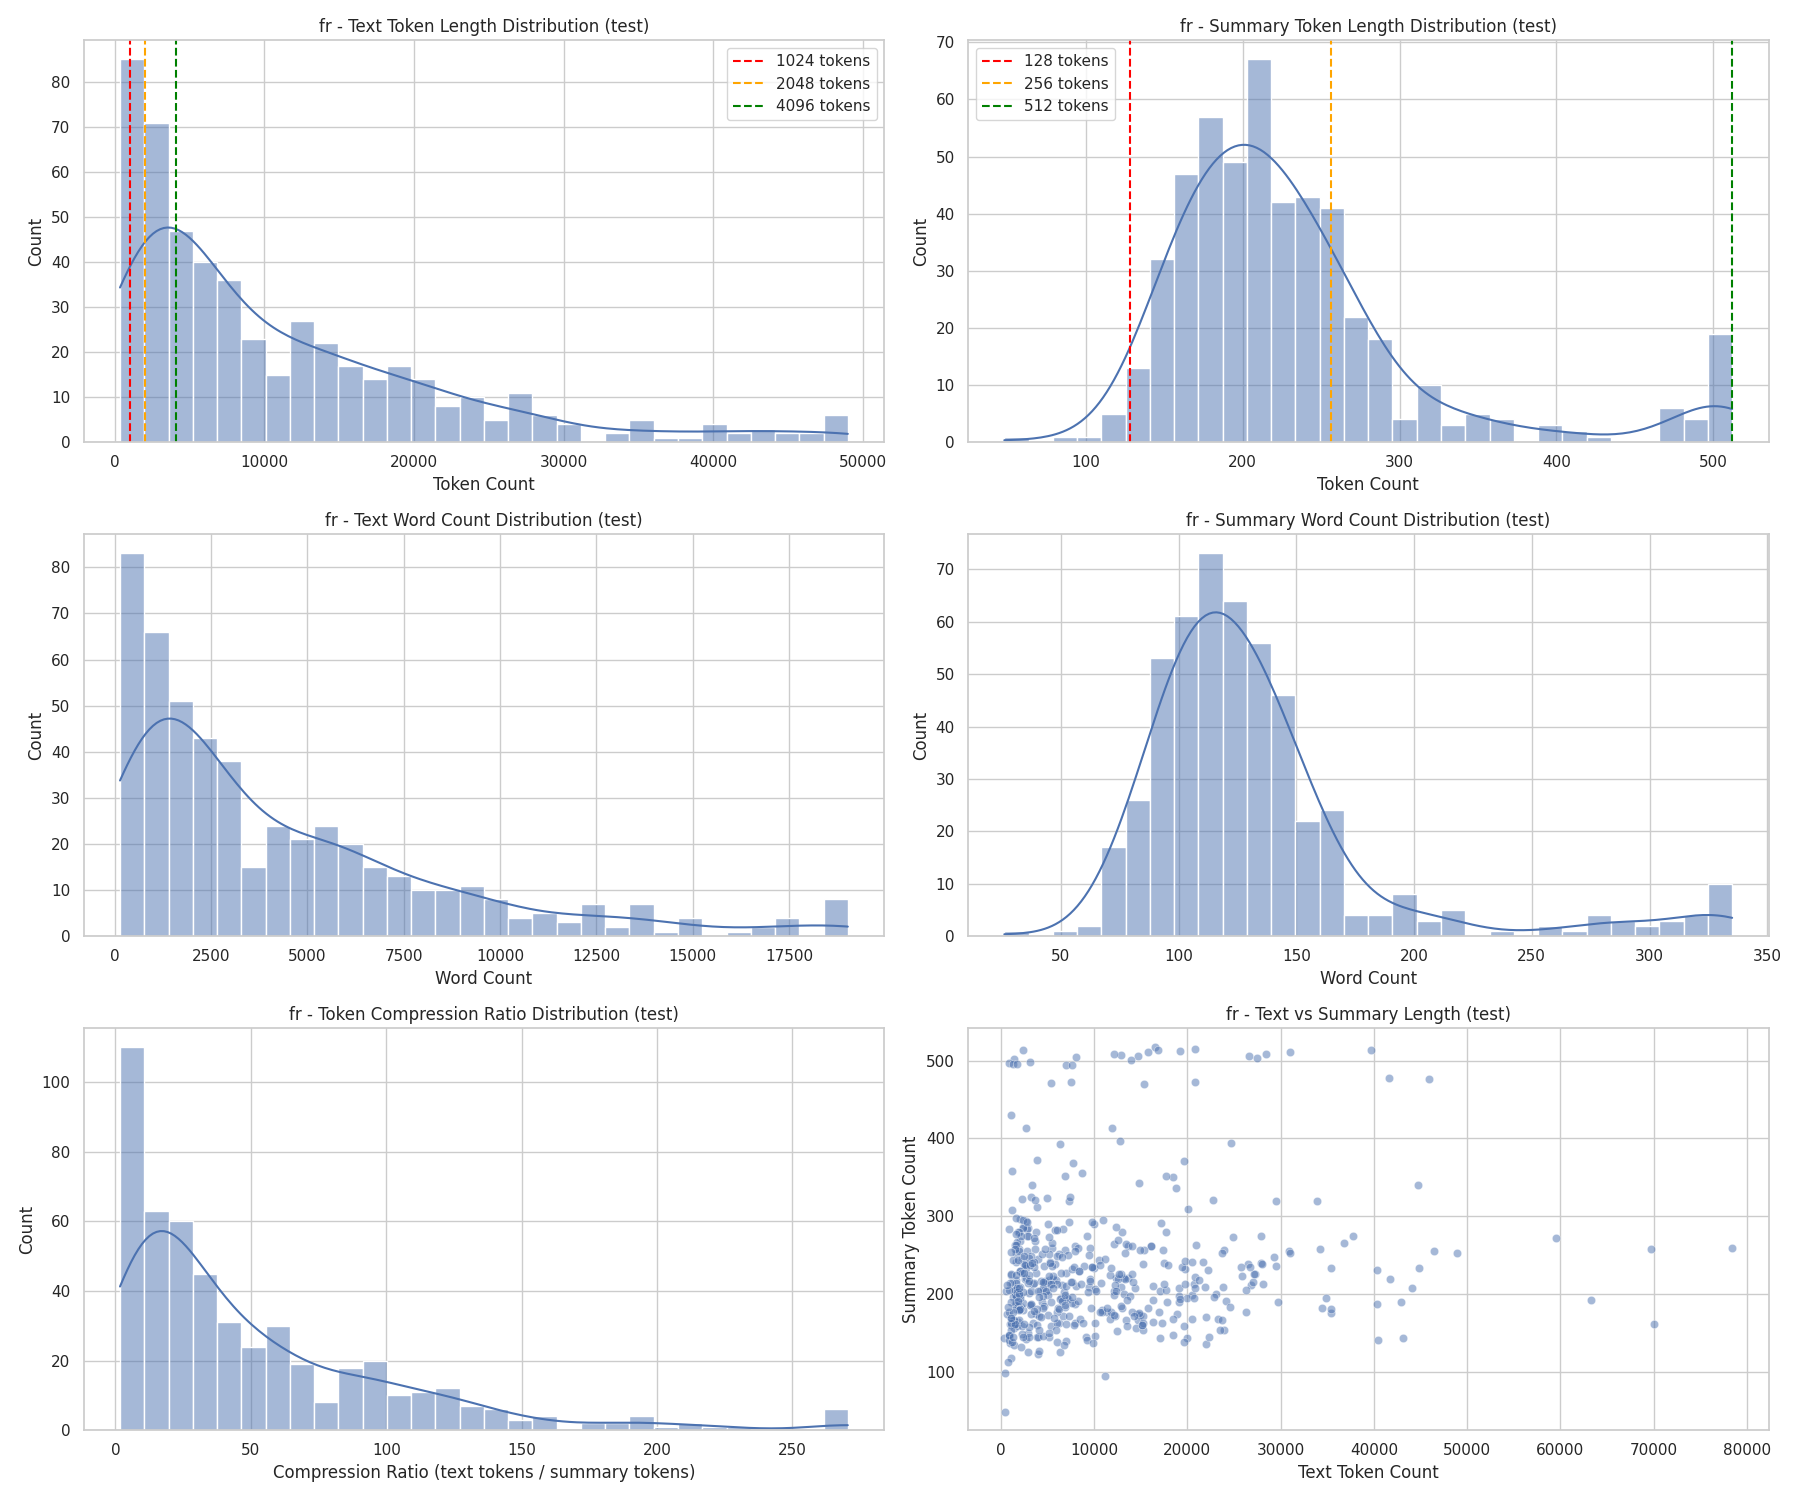 fr - Text Token Length Distribution (test)
80
70
60
50
40
30
20
10
0
Count
1024 tokens
2048 tokens
4096 tokens
0 10000 20000 30000 40000 50000
Token Count
fr - Summary Token Length Distribution (test)
70
60
50
40
30
20
10
0
Count
128 tokens
256 tokens
512 tokens
100 200 300 400 500
Token Count
fr - Text Word Count Distribution (test)
80
70
60
50
40
30
20
10
0
Count
0 2500 5000 7500 10000 12500 15000 17500
Word Count
fr - Summary Word Count Distribution (test)
70
60
50
40
30
20
10
0
Count
50 100 150 200 250 300 350
Word Count
fr - Token Compression Ratio Distribution (test)
100
80
60
40
20
0
Count
0 50 100 150 200 250
Compression Ratio (text tokens / summary tokens)
fr - Text vs Summary Length (test)
500
400
300
200
100
Summary Token Count
0 10000 20000 30000 40000 50000 60000 70000 80000
Text Token Count